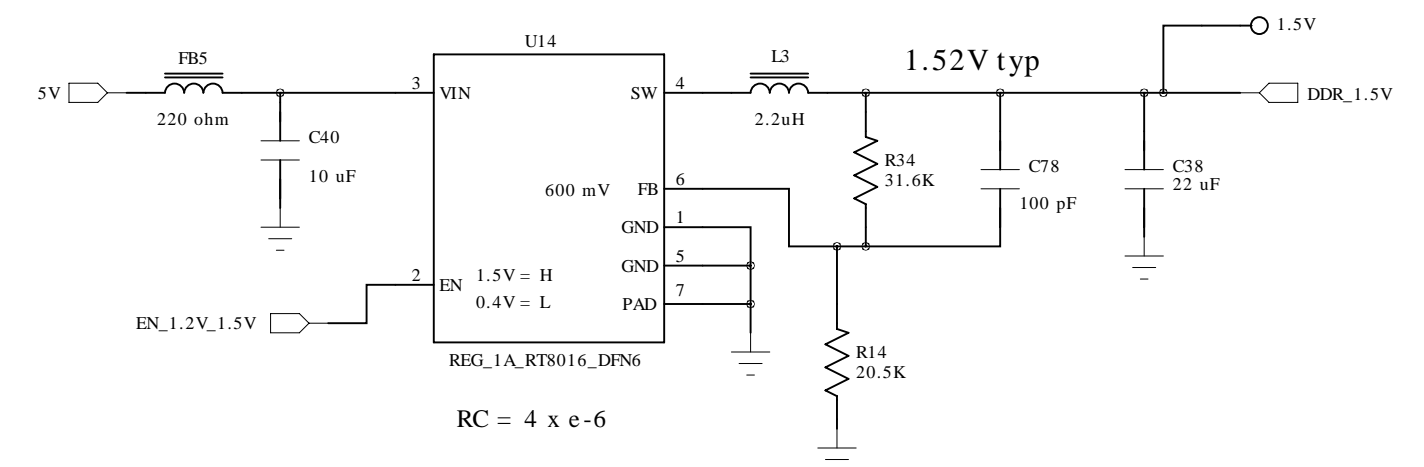 1.5V
U14
FB5
L3
1.52V typ
5V
3
VIN
SW
4
DDR_1.5V
220 ohm
2.2uH
C40
10 uF
R34
31.6K
C78
100 pF
C38
22 uF
600 mV
FB
6
GND
1
GND
5
2
EN
1.5V = H
0.4V = L
PAD
7
EN_1.2V_1.5V
REG_1A_RT8016_DFN6
R14
20.5K
RC = 4 x e-6